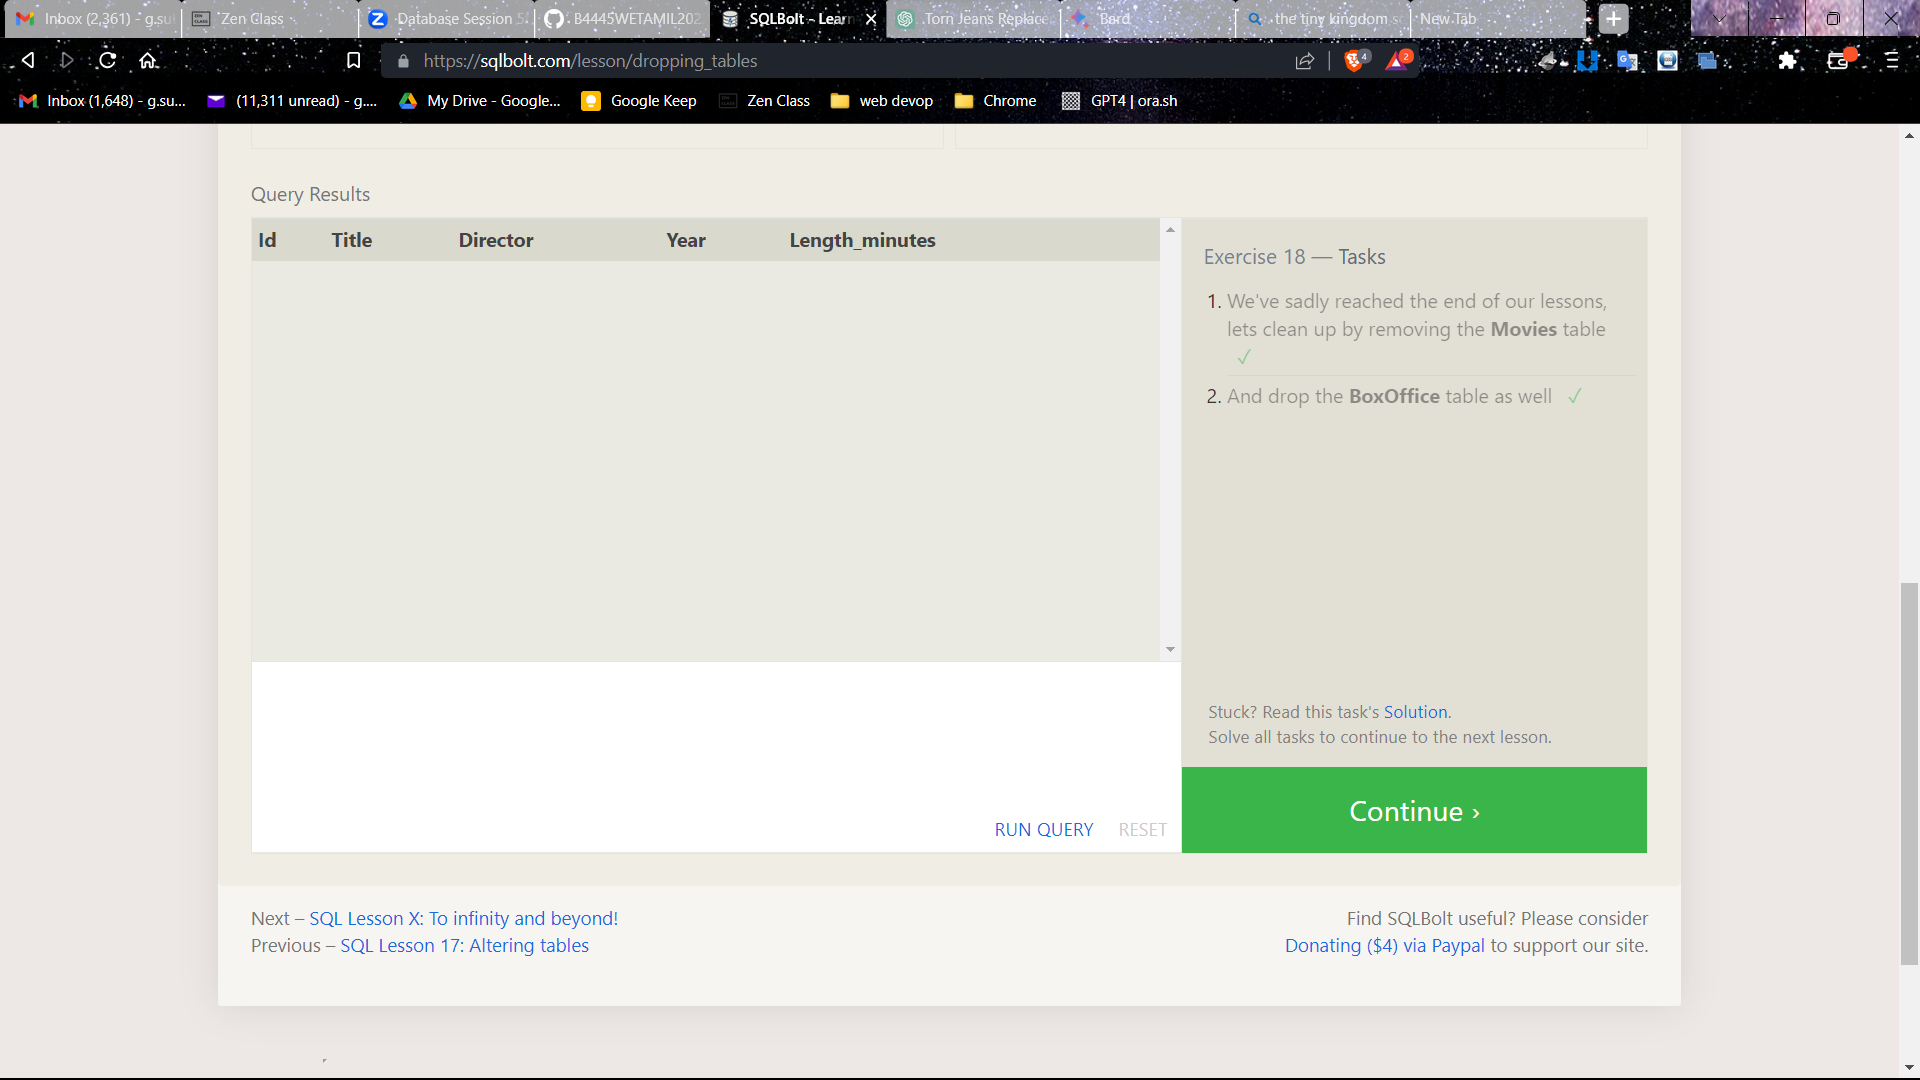 Inbox (2,361) - g.su
Zen Class
Database Session 5
B4445WETAMIL202
SQLBolt - Lear
Torn Jeans Replace
Bard
the tiny kingdom s
New Tab
https://sqlbolt.com/lesson/dropping_tables
4
2
Inbox (1,648) - g.su...
(11,311 unread) - g....
My Drive - Google...
Google Keep
Zen Class
web devop
Chrome
GPT4 | ora.sh
Query Results
Id Title Director Year Length_minutes
Exercise 18 — Tasks
1. We've sadly reached the end of our lessons,
lets clean up by removing the Movies table
✓
2. And drop the BoxOffice table as well ✓
Stuck? Read this task's Solution.
Solve all tasks to continue to the next lesson.
RUN QUERY RESET
Continue ›
Next – SQL Lesson X: To infinity and beyond!
Previous – SQL Lesson 17: Altering tables
Find SQLBolt useful? Please consider
Donating ($4) via Paypal to support our site.